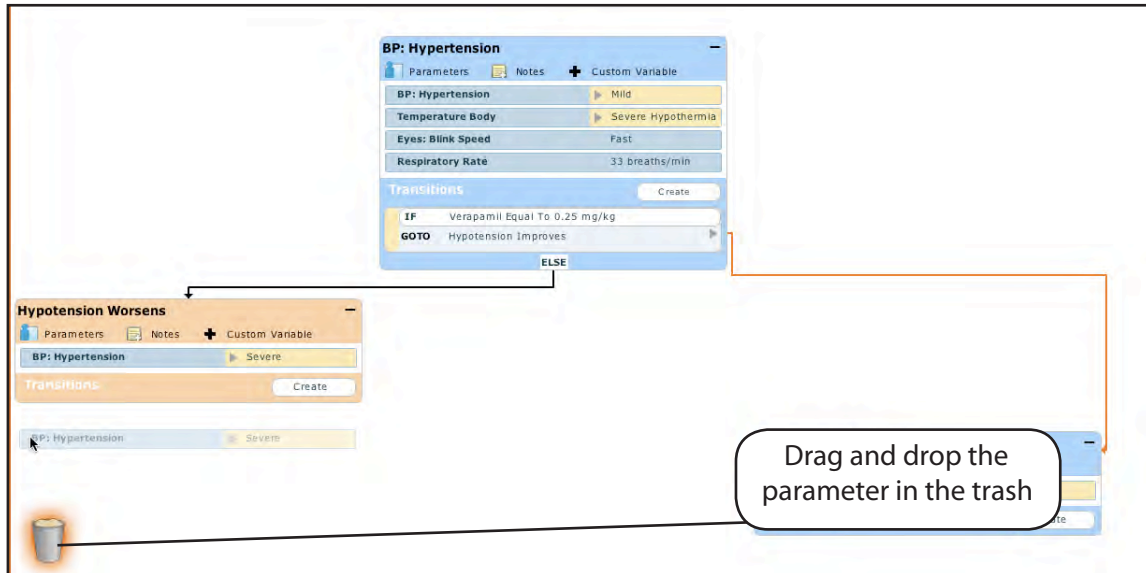 BP: Hypertension
Parameters Notes Custom Variable
BP: Hypertension Mild
Temperature Body Severe Hypothermia
Eyes: Blink Speed Fast
Respiratory Rate 33 breaths/min
Transitions Create
IF Verapamil Equal To 0.25 mg/kg
GOTO Hypotension Improves
ELSE
Hypotension Worsens
Parameters Notes Custom Variable
BP: Hypertension Severe
Transitions Create
BP: Hypertension Severe
Drag and drop the
parameter in the trash